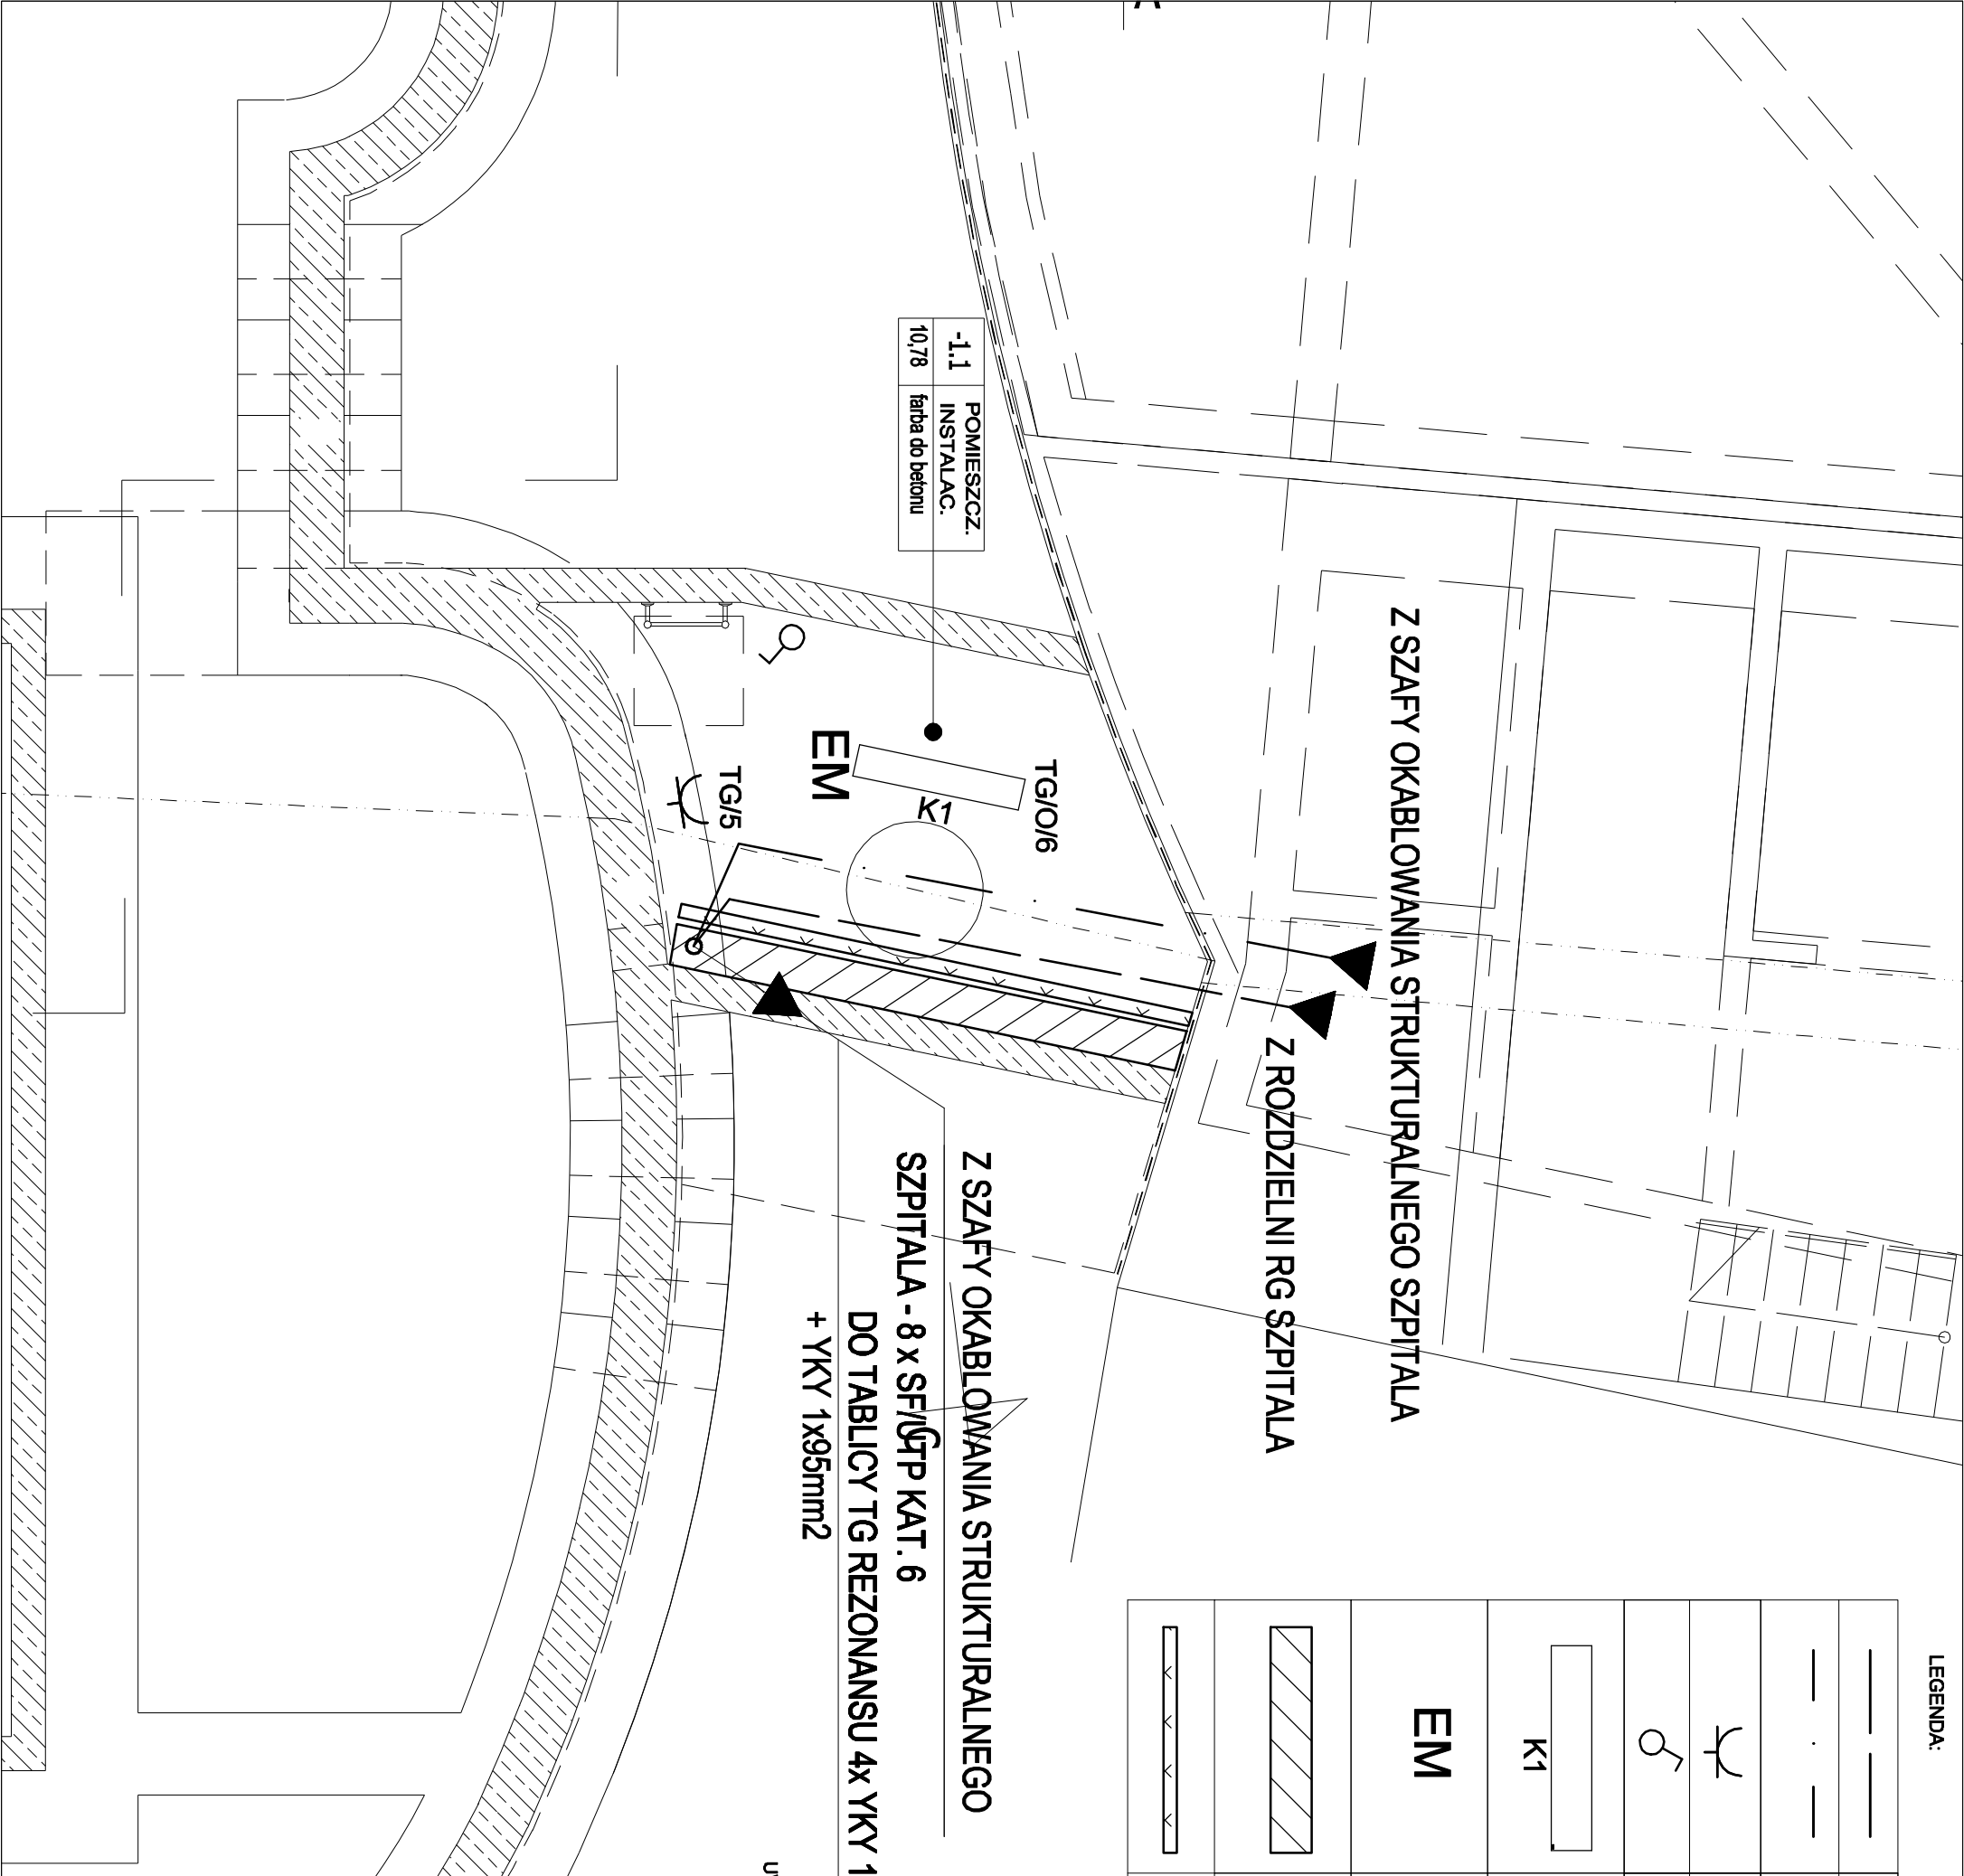 LEGENDA:
Z SZAFY OKABLOWANIA STRUKTURALNEGO SZPITALA
Z ROZDZIELNI RG SZPITALA
-1.1
POMIESZCZ.
INSTALAC.
10,78
farba do betonu
TG/O/6
K1
EM
TG/5
Z SZAFY OKABLOWANIA STRUKTURALNEGO
SZPITALA - 8 x SF/UTP KAT. 6
C
DO TABLICY TG REZONANSU 4x YKY 1
+ YKY 1x95mm2
K1
EM